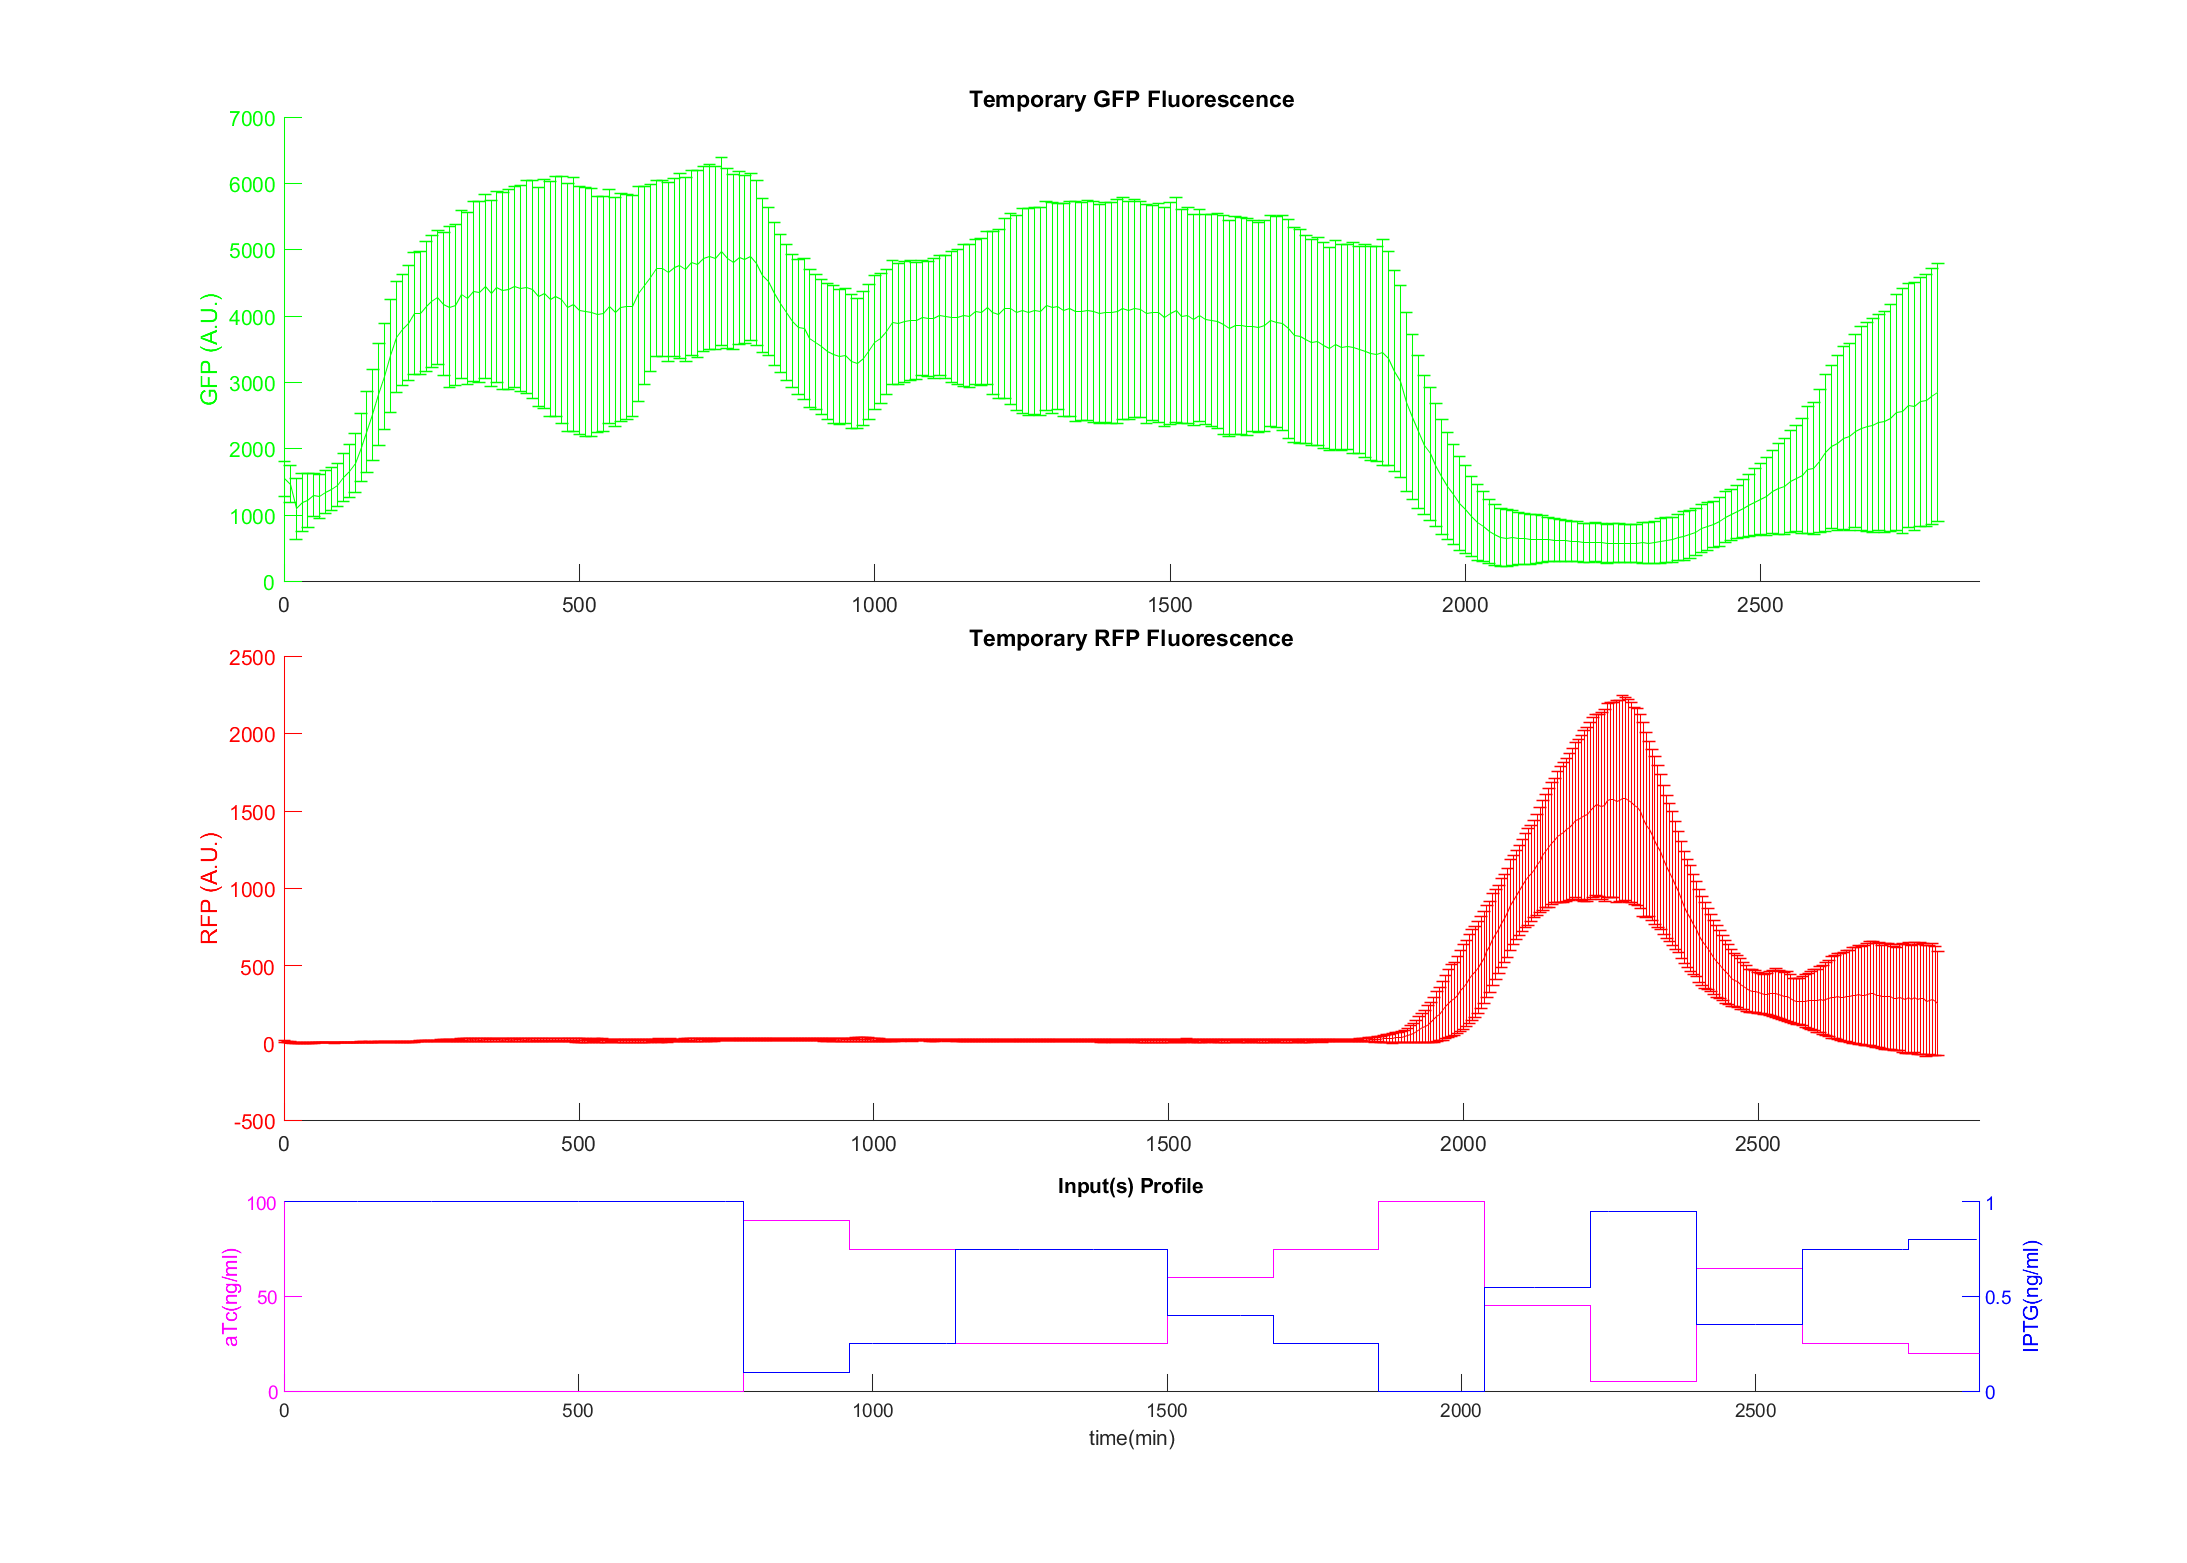 Temporary GFP Fluorescence
7000
6000
5000
4000
3000
2000
1000
0
GFP (A.U.)
0 500 1000 1500 2000 2500
Temporary RFP Fluorescence
2500
2000
1500
1000
500
0
-500
RFP (A.U.)
0 500 1000 1500 2000 2500
Input(s) Profile
100
50
0
aTc(ng/ml)
1
0.5
0
IPTG(ng/ml)
0 500 1000 1500 2000 2500
time(min)